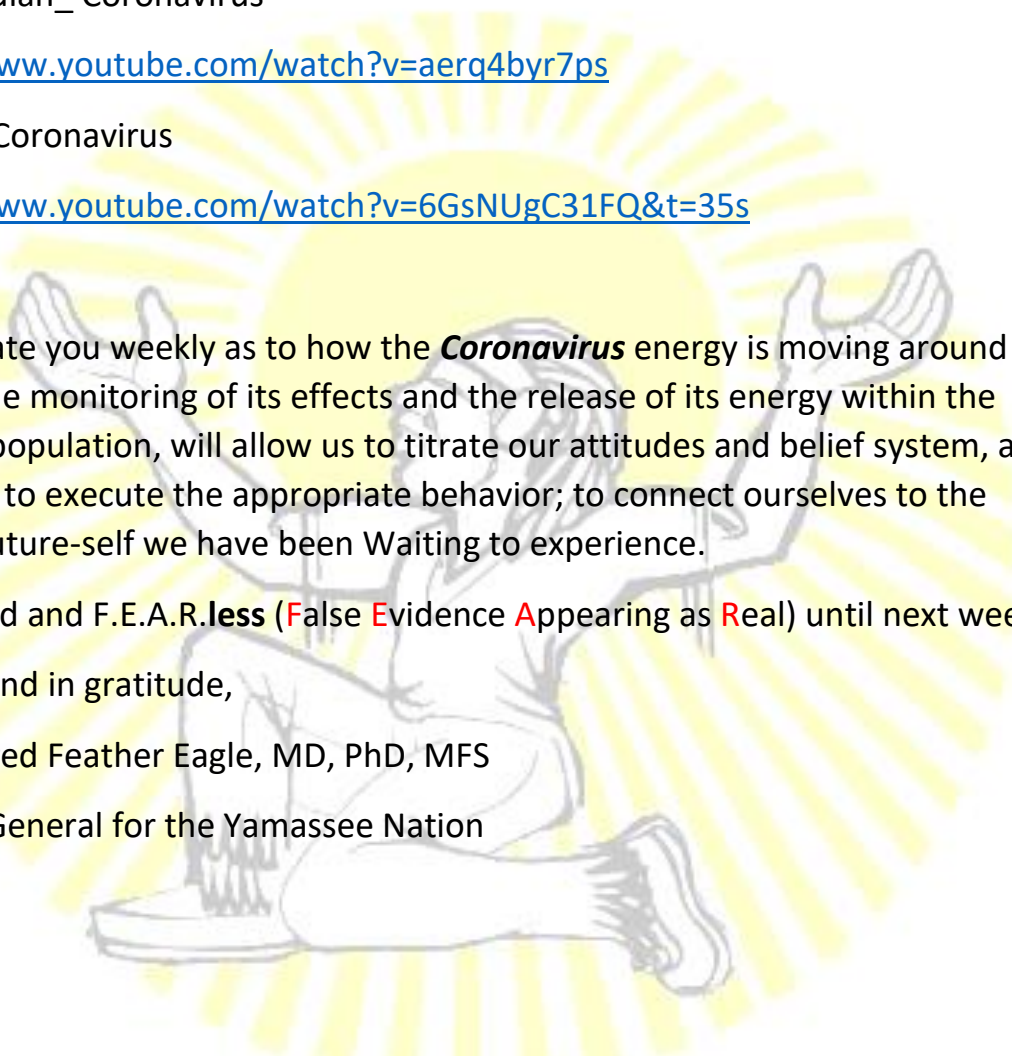 Coronavirus
ww.youtube.com/watch?v=aerq4byr7ps
Coronavirus
ww.youtube.com/watch?v=6GsNUgC31FQ&t=35s
ate you weekly as to how the Coronavirus energy is moving around
e monitoring of its effects and the release of its energy within the
population, will allow us to titrate our attitudes and belief system, a
to execute the appropriate behavior; to connect ourselves to the
uture-self we have been Waiting to experience.
d and F.E.A.R.less (False Evidence Appearing as Real) until next wee
nd in gratitude,
ed Feather Eagle, MD, PhD, MFS
General for the Yamassee Nation